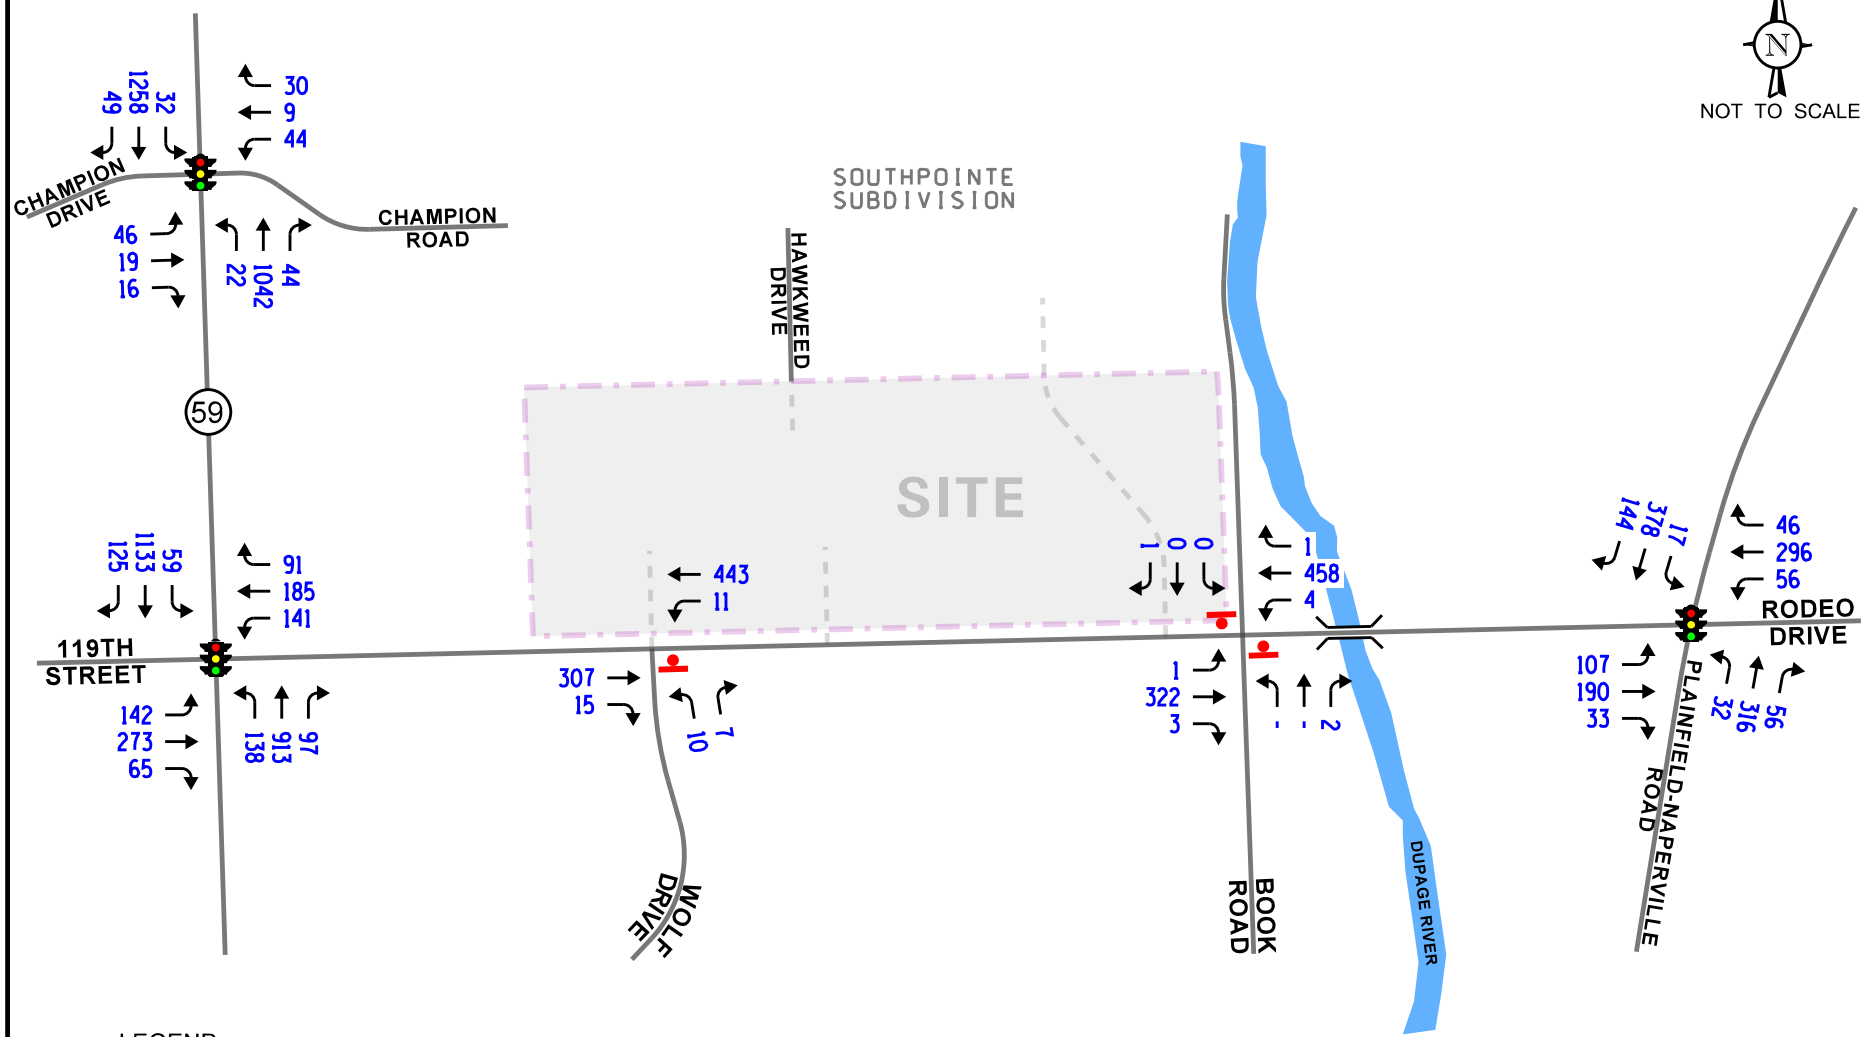 N
NOT TO SCALE
49
1258
32
30
9
44
CHAMPION
DRIVE
46
19
16
22
1042
44
CHAMPION
ROAD
SOUTHPOINTE
SUBDIVISION
HAWKWEED
DRIVE
59
SITE
125
1133
59
91
185
141
119TH
STREET
142
273
65
138
913
97
443
11
307
15
10
7
WOLF
DRIVE
1
0
0
1
458
4
1
322
3
-
-
2
BOOK
ROAD
DUPAGE RIVER
144
378
17
46
296
56
RODEO
DRIVE
107
190
33
32
316
56
PLAINFIELD-NAPERVILLE
ROAD